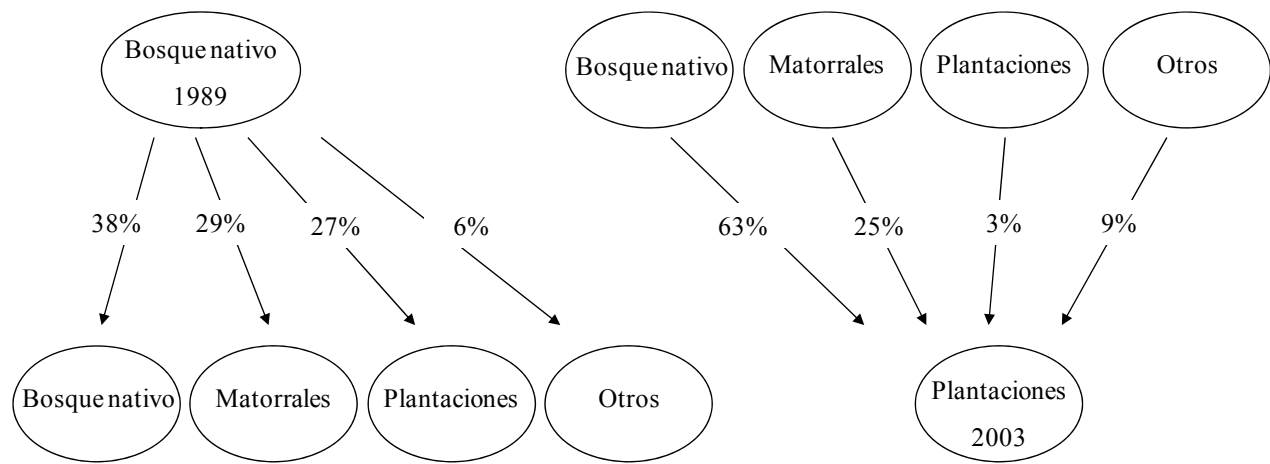 Bosque nativo
1989
Bosque nativo
Matorrales
Plantaciones
Otros
38%
29%
27%
6%
63%
25%
3%
9%
Bosque nativo
Matorrales
Plantaciones
Otros
Plantaciones
2003